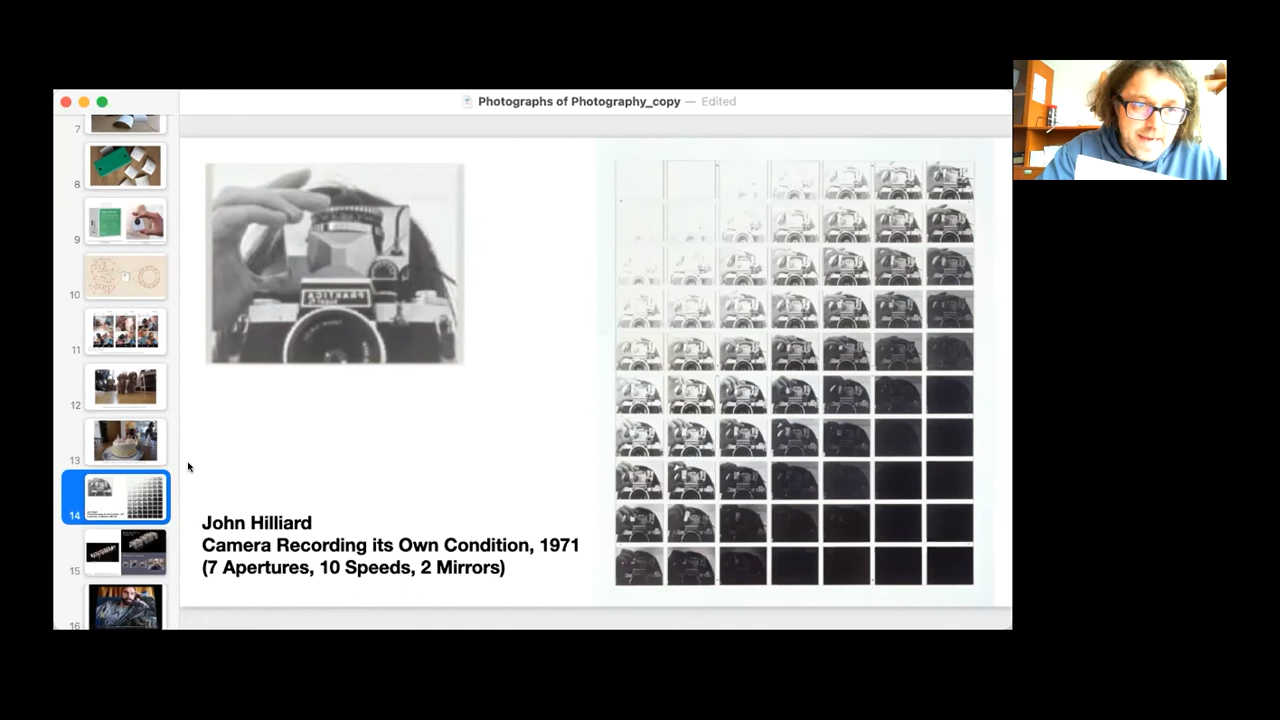 Photographs of Photography_copy — Edited
7
8
9
10
11
12
13
14
15
16
John Hilliard
Camera Recording its Own Condition, 1971
(7 Apertures, 10 Speeds, 2 Mirrors)